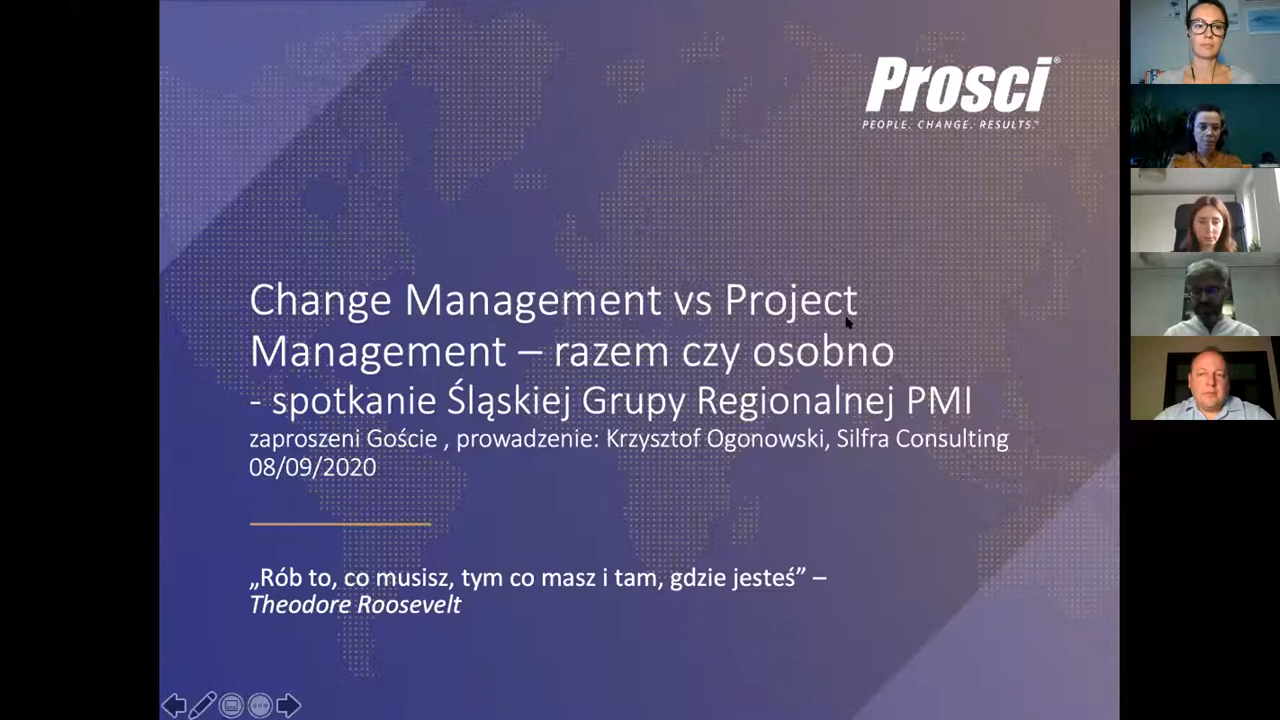 Prosci®
PEOPLE. CHANGE. RESULTS.™
Change Management vs Project
Management – razem czy osobno
- spotkanie Śląskiej Grupy Regionalnej PMI
zaproszeni Goście , prowadzenie: Krzysztof Ogonowski, Silfra Consulting
08/09/2020
„Rób to, co musisz, tym co masz i tam, gdzie jesteś” –
Theodore Roosevelt